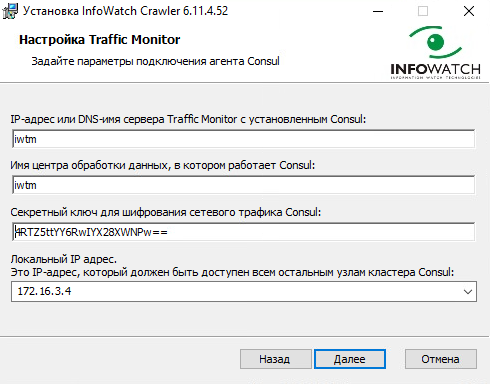 Установка InfoWatch Crawler 6.11.4.52
Настройка Traffic Monitor
Задайте параметры подключения агента Consul
INFOWATCH
INFORMATION WATCH TECHNOLOGIES
IP-адрес или DNS-имя сервера Traffic Monitor с установленным Consul:
iwtm
Имя центра обработки данных, в котором работает Consul:
iwtm
Секретный ключ для шифрования сетевого трафика Consul:
4RTZ5ttYY6RwIYX28XWNPw==
Локальный IP адрес.
Это IP-адрес, который должен быть доступен всем остальным узлам кластера Consul:
172.16.3.4
Назад
Далее
Отмена